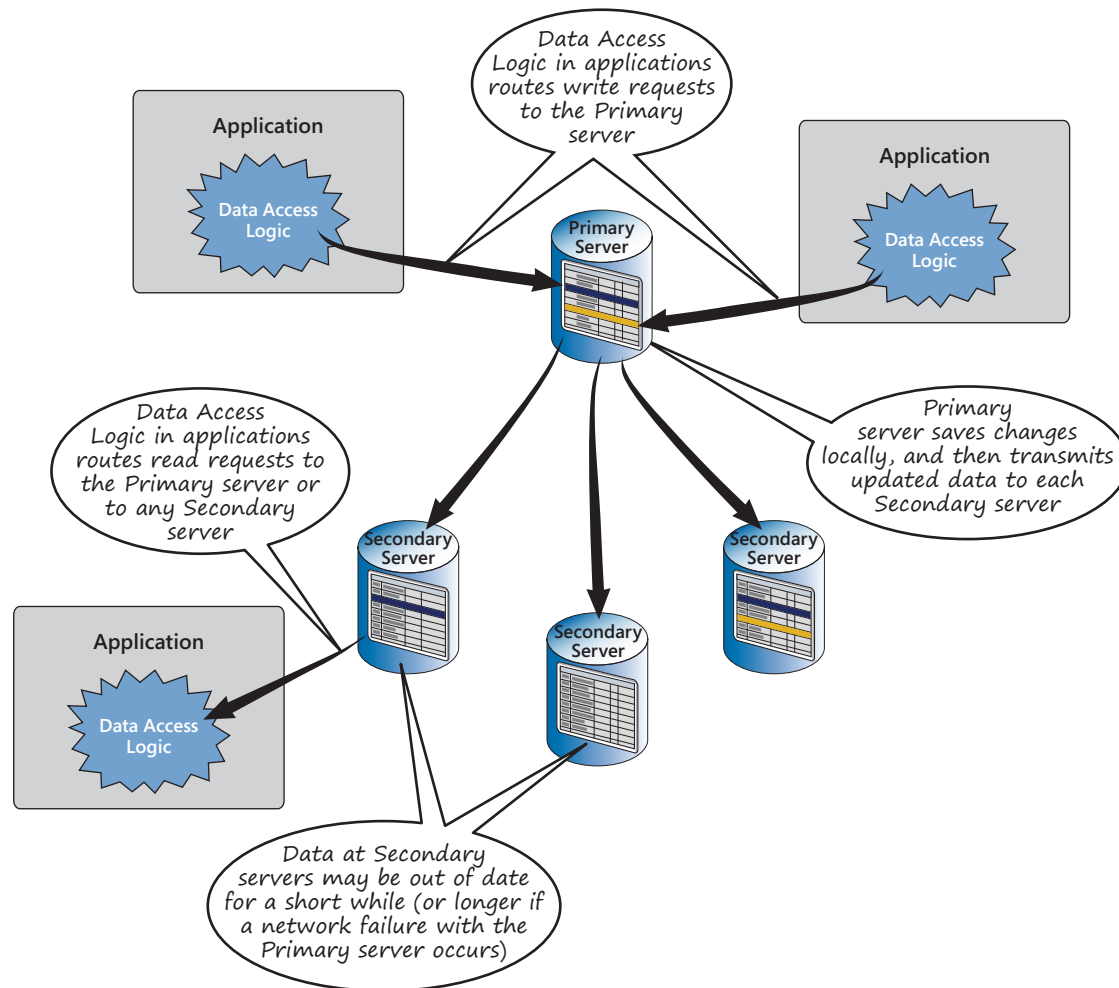 Data Access
Logic in applications
routes write requests
to the Primary
server
Application
Data Access
Logic
Application
Data Access
Logic
Primary
Server
Data Access
Logic in applications
routes read requests to
the Primary server or
to any Secondary
server
Primary
server saves changes
locally, and then transmits
updated data to each
Secondary server
Secondary
Server
Secondary
Server
Secondary
Server
Application
Data Access
Logic
Data at Secondary
servers may be out of date
for a short while (or longer if
a network failure with the
Primary server occurs)